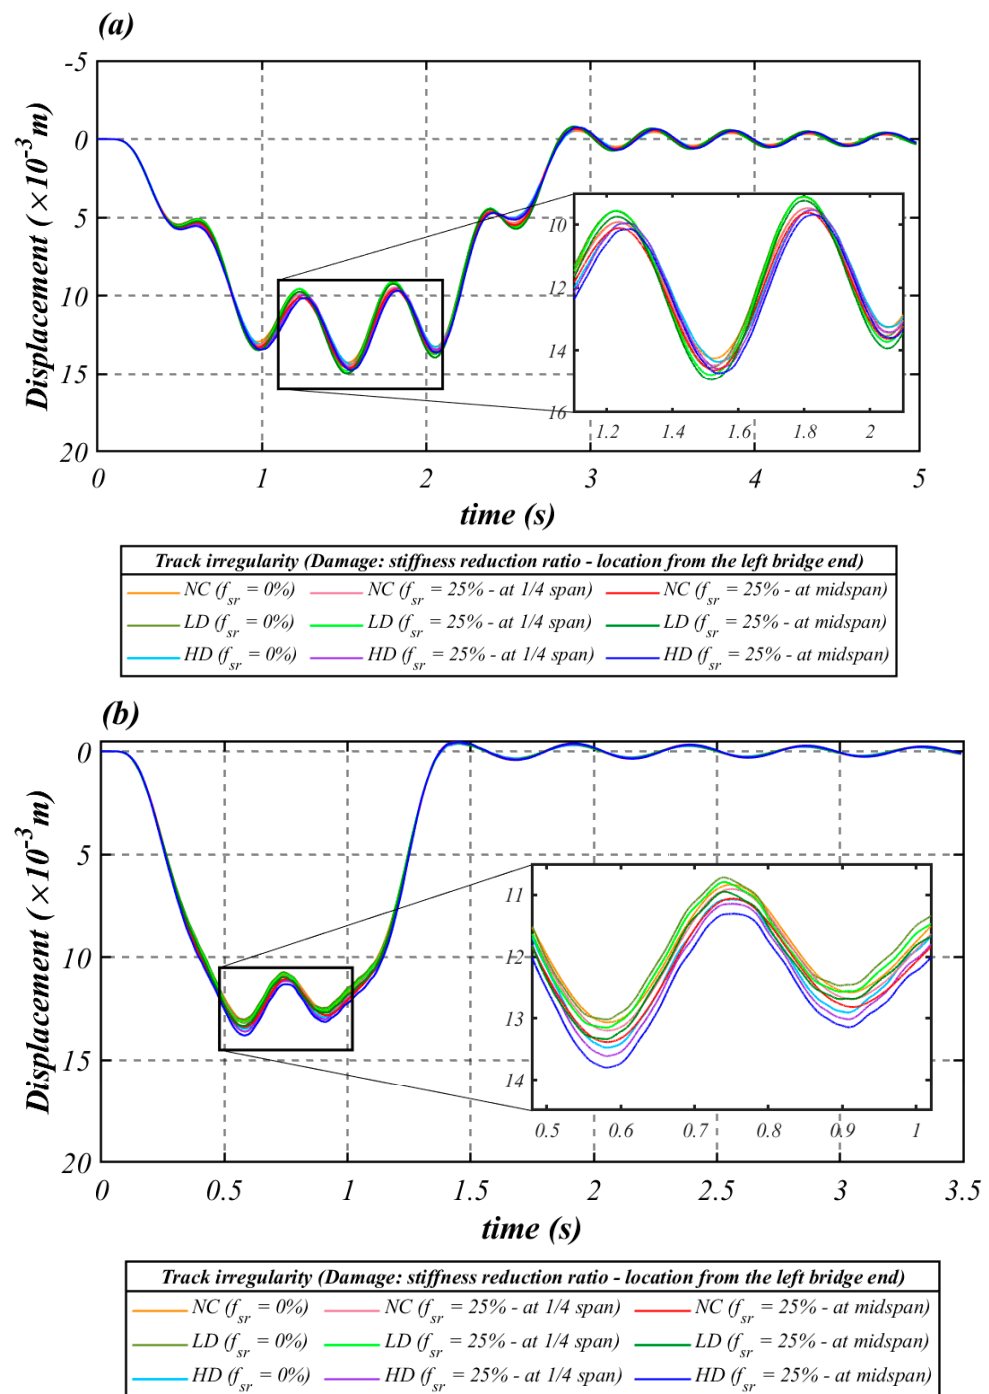 (a)
Displacement (×10⁻³ m)
-5
0
5
10
15
20
0 1 2 3 4 5
time (s)
10
12
14
16
1.2 1.4 1.6 1.8 2
Track irregularity (Damage: stiffness reduction ratio - location from the left bridge end)
NC (f_sr = 0%) NC (f_sr = 25% - at 1/4 span) NC (f_sr = 25% - at midspan)
LD (f_sr = 0%) LD (f_sr = 25% - at 1/4 span) LD (f_sr = 25% - at midspan)
HD (f_sr = 0%) HD (f_sr = 25% - at 1/4 span) HD (f_sr = 25% - at midspan)
(b)
Displacement (×10⁻³ m)
0
5
10
15
20
0 0.5 1 1.5 2 2.5 3 3.5
time (s)
11
12
13
14
0.5 0.6 0.7 0.8 0.9 1
Track irregularity (Damage: stiffness reduction ratio - location from the left bridge end)
NC (f_sr = 0%) NC (f_sr = 25% - at 1/4 span) NC (f_sr = 25% - at midspan)
LD (f_sr = 0%) LD (f_sr = 25% - at 1/4 span) LD (f_sr = 25% - at midspan)
HD (f_sr = 0%) HD (f_sr = 25% - at 1/4 span) HD (f_sr = 25% - at midspan)